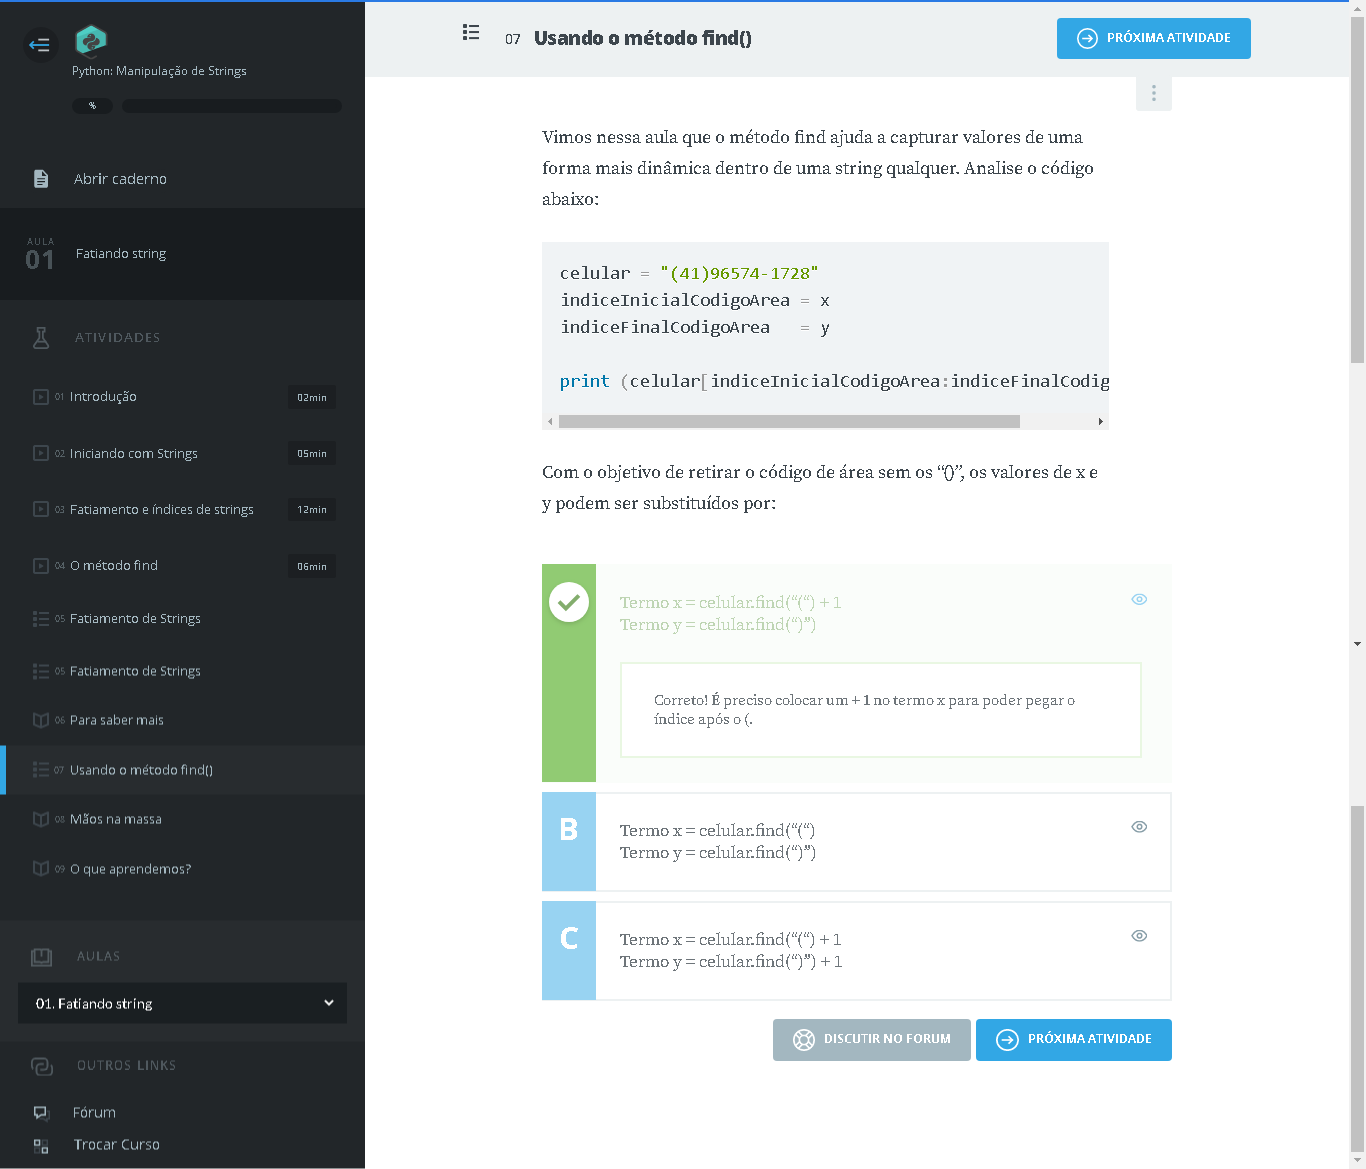 Python: Manipulação de Strings
%
Abrir caderno
AULA
01
Fatiando string
ATIVIDADES
01 Introdução 02min
02 Iniciando com Strings 05min
03 Fatiamento e índices de strings 12min
04 O método find 06min
05 Fatiamento de Strings
05 Fatiamento de Strings
06 Para saber mais
07 Usando o método find()
08 Mãos na massa
09 O que aprendemos?
AULAS
01. Fatiando string
OUTROS LINKS
Fórum
Trocar Curso
07 Usando o método find()
PRÓXIMA ATIVIDADE
Vimos nessa aula que o método find ajuda a capturar valores de uma
forma mais dinâmica dentro de uma string qualquer. Analise o código
abaixo:
celular = "(41)96574-1728"
indiceInicialCodigoArea = x
indiceFinalCodigoArea   = y
print (celular[indiceInicialCodigoArea:indiceFinalCodig
Com o objetivo de retirar o código de área sem os “()”, os valores de x e
y podem ser substituídos por:
Termo x = celular.find(“(“) + 1
Termo y = celular.find(“)”)
Correto! É preciso colocar um + 1 no termo x para poder pegar o
índice após o (.
B
Termo x = celular.find(“(“)
Termo y = celular.find(“)”)
C
Termo x = celular.find(“(“) + 1
Termo y = celular.find(“)”) + 1
DISCUTIR NO FORUM
PRÓXIMA ATIVIDADE